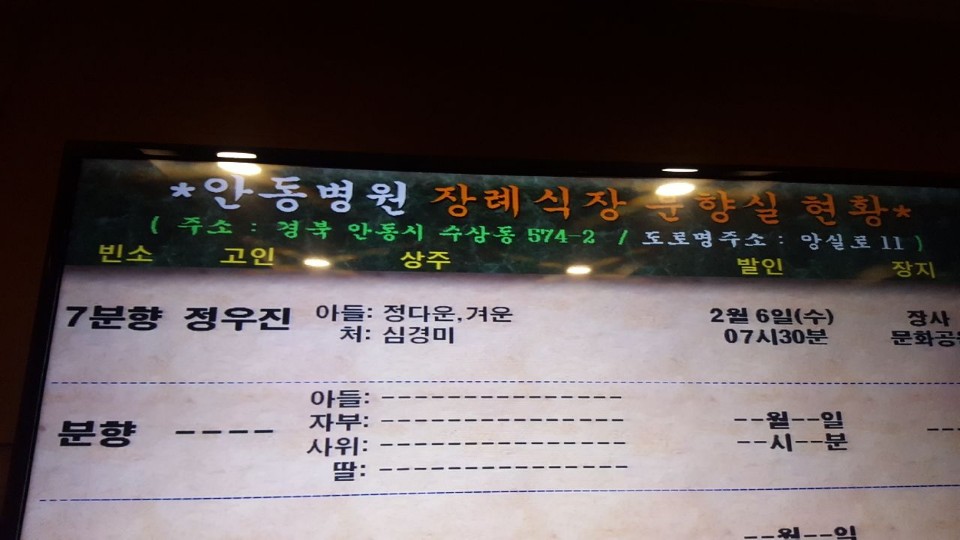 *안동병원 장례식장 분향실 현황*
( 주소 : 경북 안동시 수상동 574-2 / 도로명주소 : 앙실로 11 )
빈소 고인 상주 발인 장지
7분향 정우진 아들: 정다운,겨운 2월 6일(수) 장사
처: 심경미 07시30분 문화공원
아들: ---------------
분향 ---- 자부: --------------- --월--일 --
사위: --------------- --시--분
딸: ---------------
--월--일